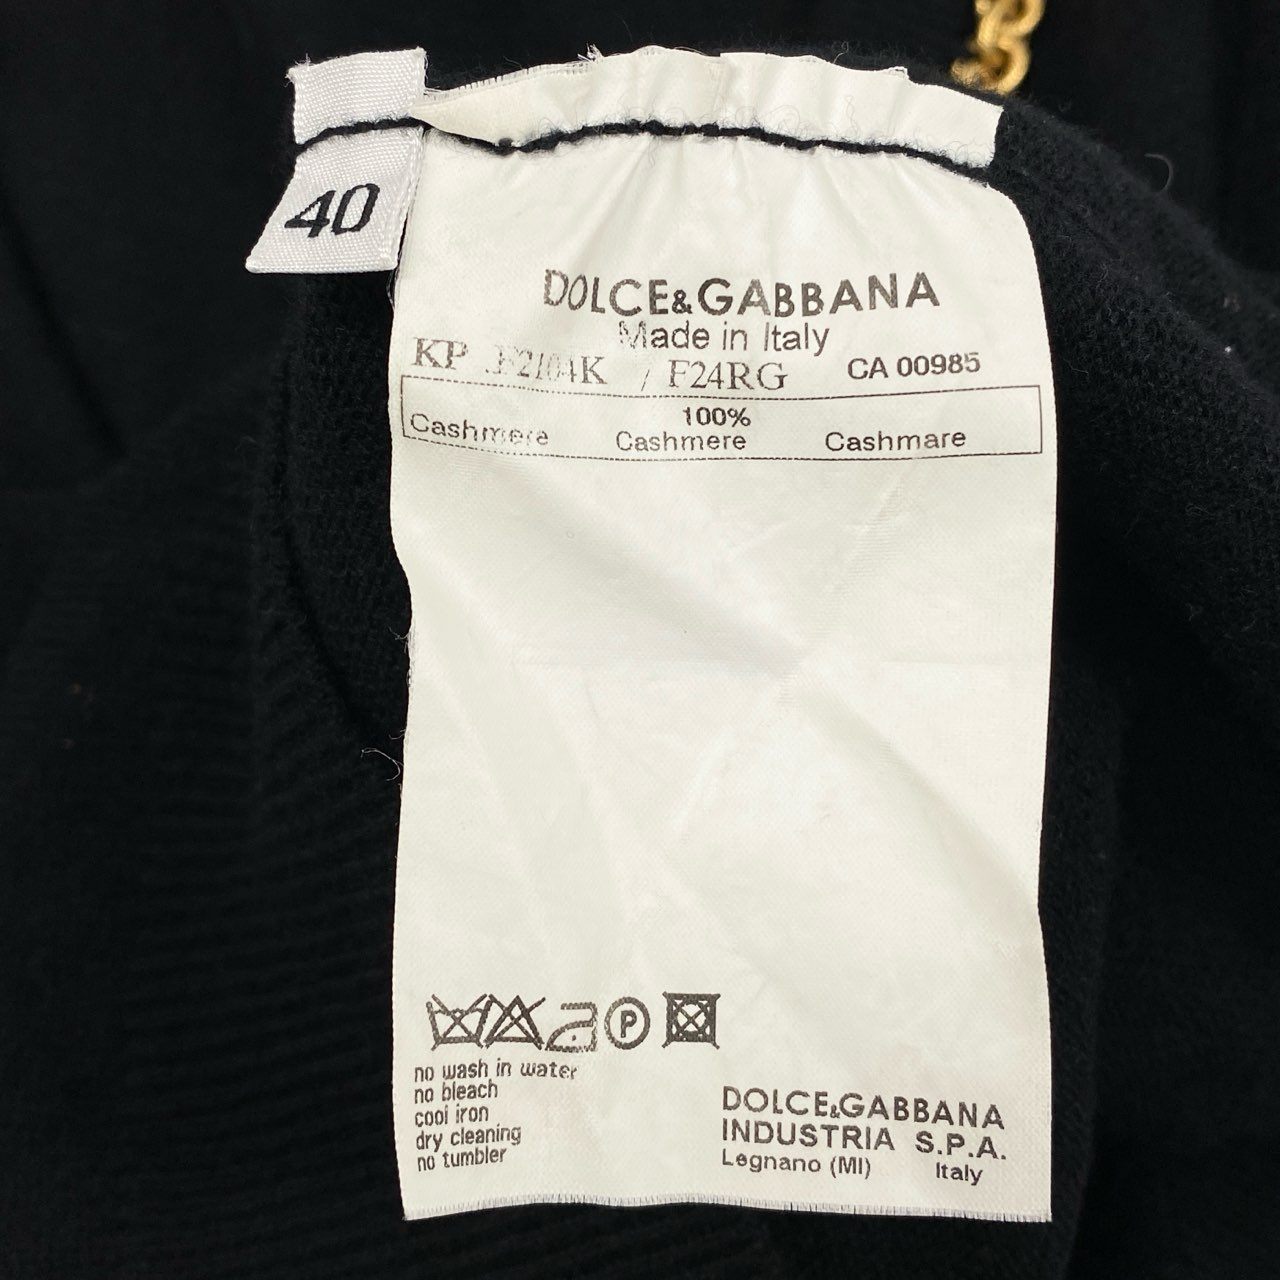 40
DOLCE&GABBANA
Made in Italy
KP F2104K / F24RG CA 00985
100%
Cashmere Cashmere Cashmare
P
no wash in water
no bleach
cool iron
dry cleaning
no tumbler
DOLCE&GABBANA
INDUSTRIA S.P.A.
Legnano (MI) Italy